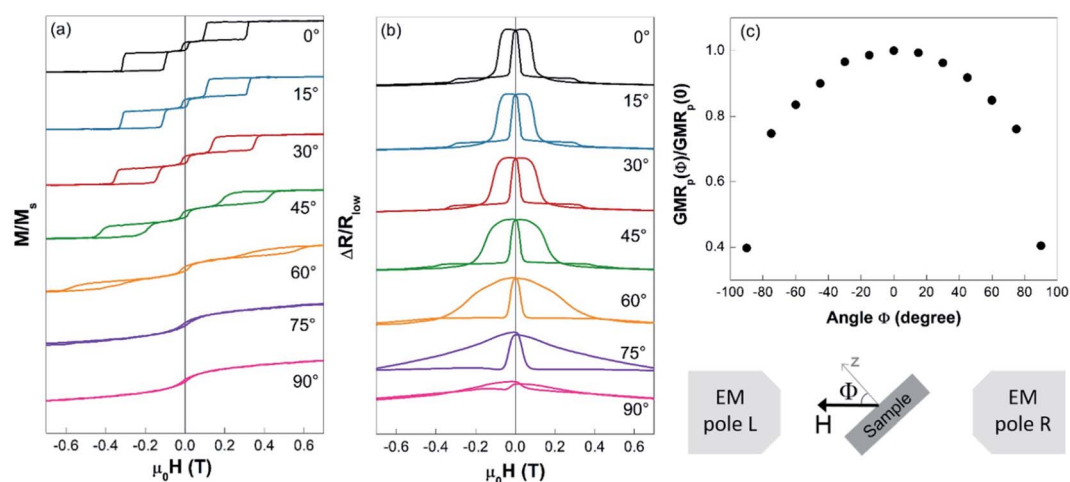 (a)
0°
15°
30°
45°
60°
75°
90°
M/Mₛ
-0.6 -0.4 -0.2 0.0 0.2 0.4 0.6
μ₀H (T)
(b)
0°
15°
30°
45°
60°
75°
90°
ΔR/Rₗₒw
-0.6 -0.4 -0.2 0.0 0.2 0.4 0.6
μ₀H (T)
(c)
1.0
0.8
0.6
0.4
GMRₚ(Φ)/GMRₚ(0)
-100 -80 -60 -40 -20 0 20 40 60 80 100
Angle Φ (degree)
EM
pole L
z
Φ
H
Sample
EM
pole R